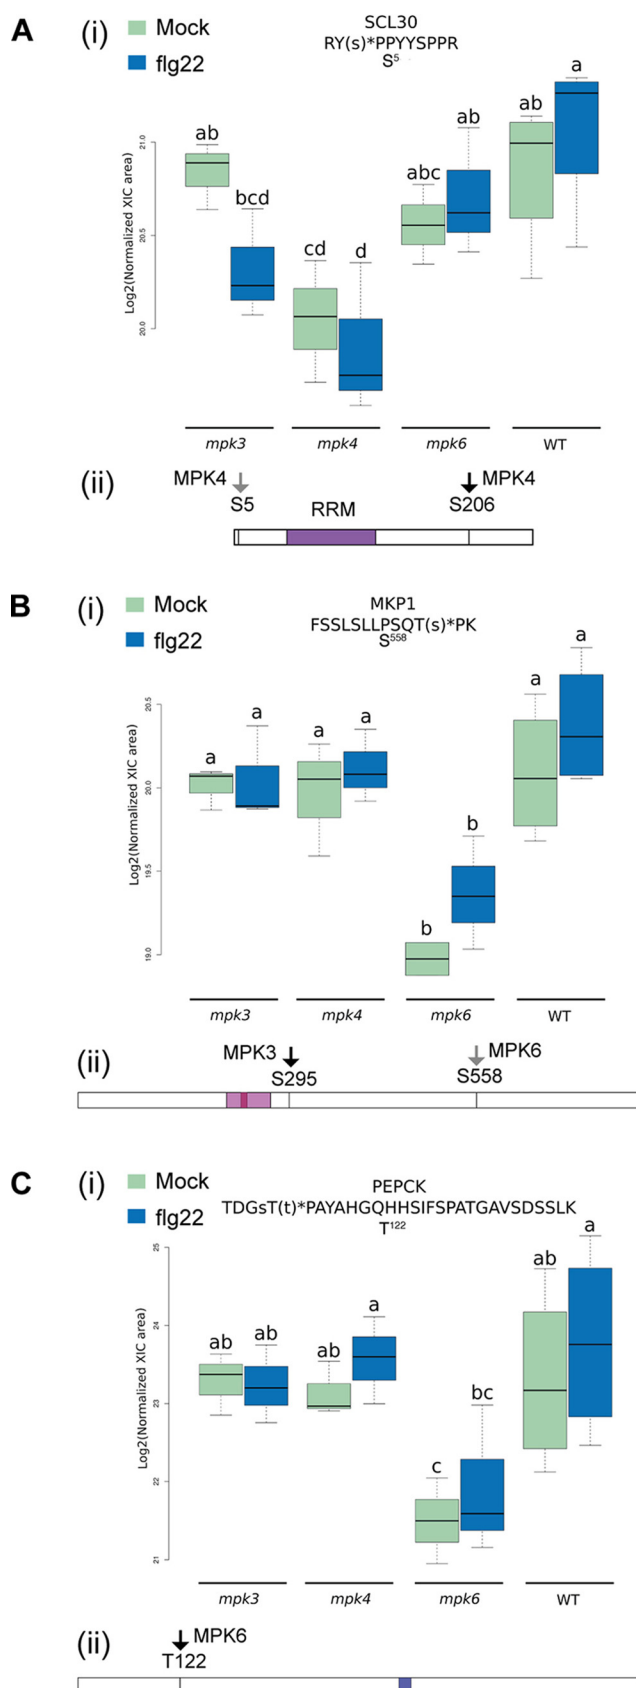 A
(i)
Mock
flg22
SCL30
RY(s)*PPYYSPPR
S5
Log2(Normalized XIC area)
21.0
20.5
20.0
ab
bcd
cd
d
abc
ab
ab
a
mpk3
mpk4
mpk6
WT
(ii)
MPK4
S5
RRM
MPK4
S206
B
(i)
Mock
flg22
MKP1
FSSLSLLPSQT(s)*PK
S558
Log2(Normalized XIC area)
20.5
20.0
19.5
19.0
a
a
a
a
b
b
a
a
mpk3
mpk4
mpk6
WT
(ii)
MPK3
S295
MPK6
S558
C
(i)
Mock
flg22
PEPCK
TDGsT(t)*PAYAHGQHHSIFSPATGAVSDSSLK
T122
Log2(Normalized XIC area)
25
24
23
22
21
ab
ab
ab
a
c
bc
ab
a
mpk3
mpk4
mpk6
WT
(ii)
MPK6
T122